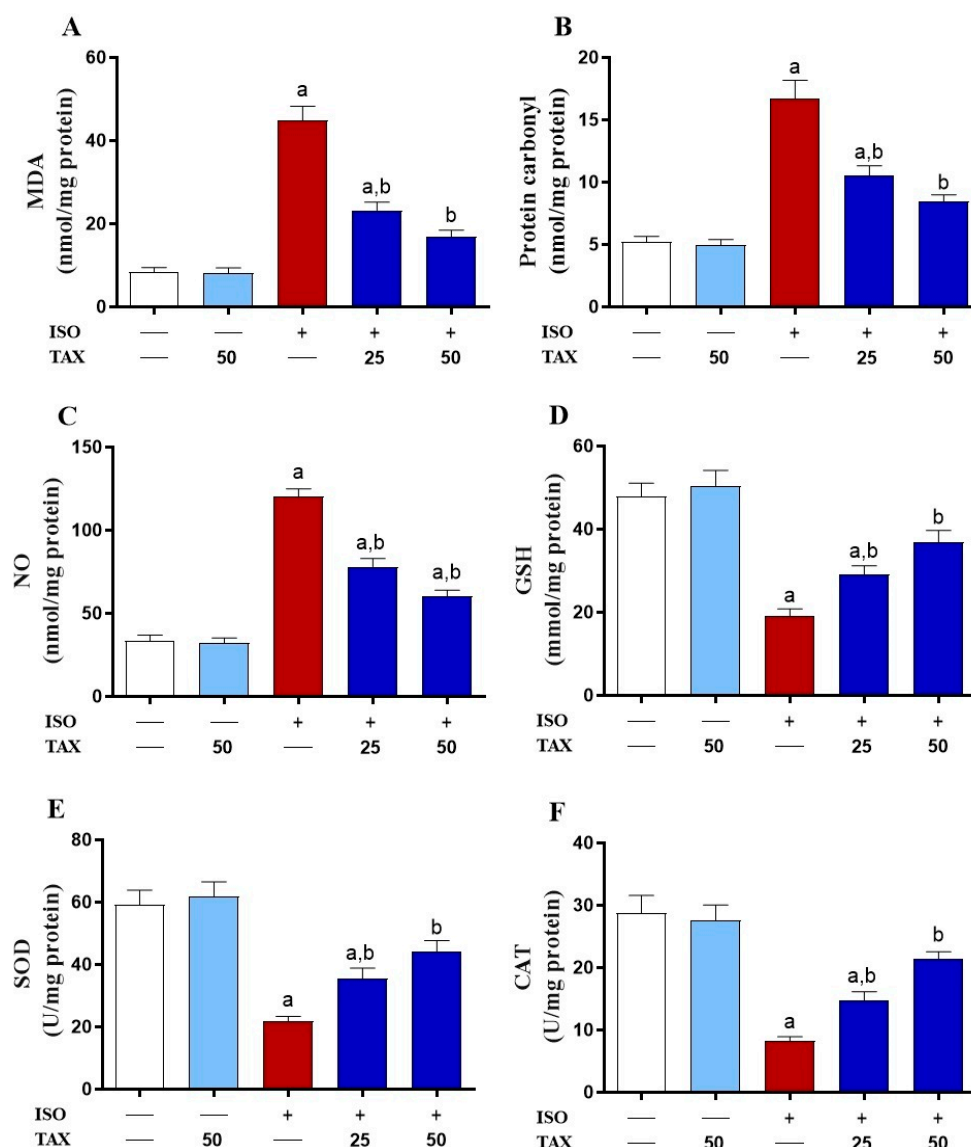 A
MDA
(nmol/mg protein)
60
40
20
0
a
a,b
b
ISO — — + + +
TAX — 50 — 25 50
B
Protein carbonyl
(nmol/mg protein)
20
15
10
5
0
a
a,b
b
ISO — — + + +
TAX — 50 — 25 50
C
NO
(nmol/mg protein)
150
100
50
0
a
a,b
a,b
ISO — — + + +
TAX — 50 — 25 50
D
GSH
(mmol/mg protein)
60
40
20
0
a
a,b
b
ISO — — + + +
TAX — 50 — 25 50
E
SOD
(U/mg protein)
80
60
40
20
0
a
a,b
b
ISO — — + + +
TAX — 50 — 25 50
F
CAT
(U/mg protein)
40
30
20
10
0
a
a,b
b
ISO — — + + +
TAX — 50 — 25 50